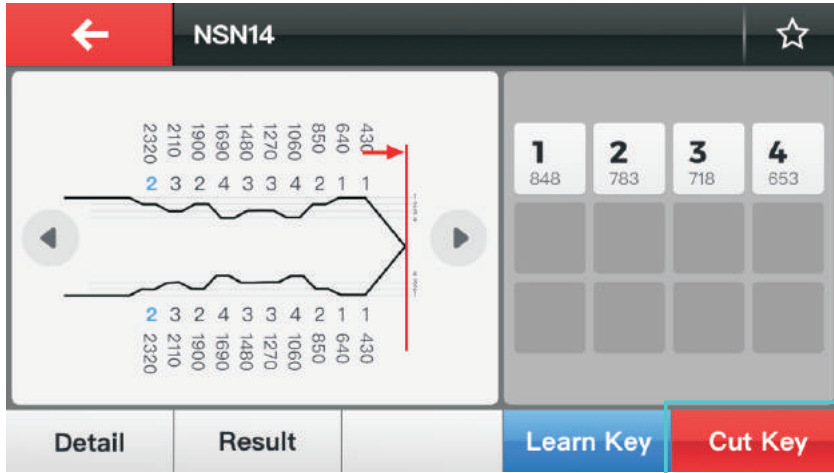 NSN14
2320 2110 1900 1690 1480 1270 1060 850 640 430
2 3 2 4 3 3 4 2 1 1
2 3 2 4 3 3 4 2 1 1
2320 2110 1900 1690 1480 1270 1060 850 640 430
1 2 3 4
848 783 718 653
Detail Result Learn Key Cut Key